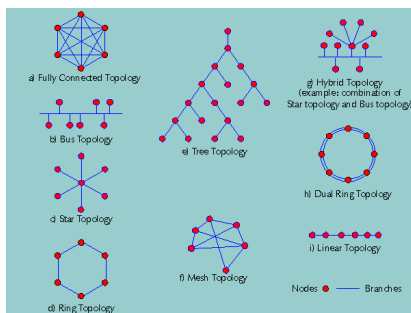 a) Fully Connected Topology
b) Bus Topology
c) Star Topology
d) Ring Topology
e) Tree Topology
f) Mesh Topology
g) Hybrid Topology
(example: combination of
Star topology and Bus topology)
h) Dual Ring Topology
i) Linear Topology
Nodes
Branches